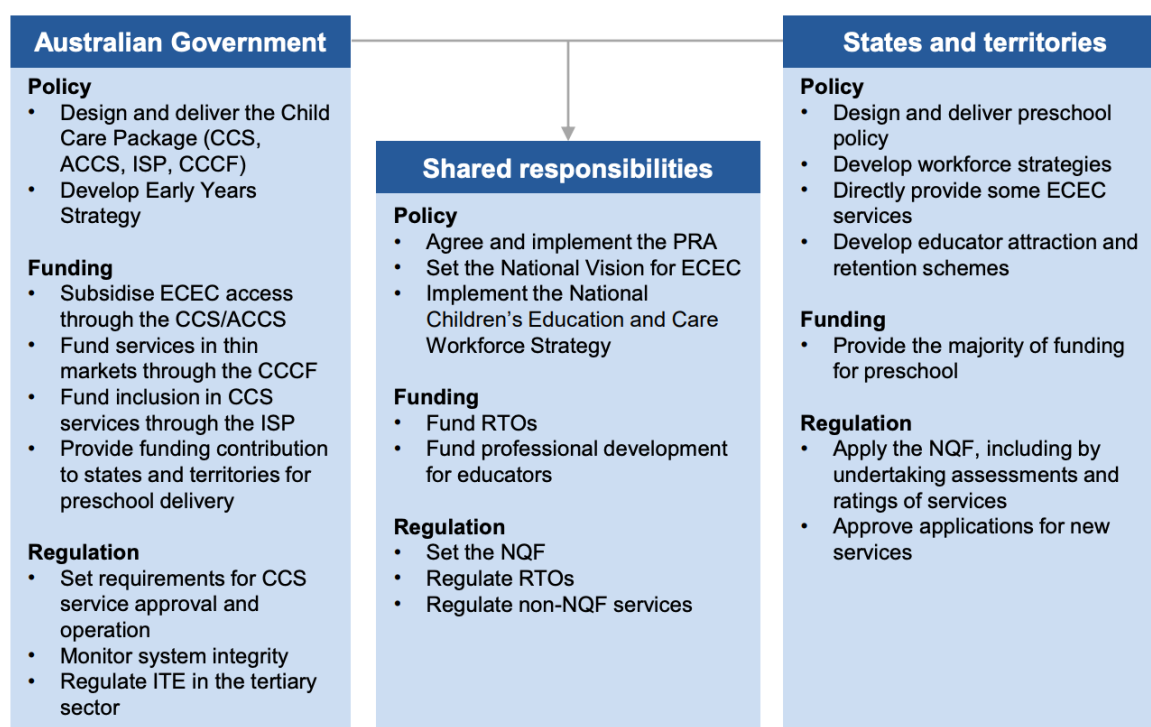 Australian Government
Policy
• Design and deliver the Child
Care Package (CCS,
ACCS, ISP, CCCF)
• Develop Early Years
Strategy
Funding
• Subsidise ECEC access
through the CCS/ACCS
• Fund services in thin
markets through the CCCF
• Fund inclusion in CCS
services through the ISP
• Provide funding contribution
to states and territories for
preschool delivery
Regulation
• Set requirements for CCS
service approval and
operation
• Monitor system integrity
• Regulate ITE in the tertiary
sector
Shared responsibilities
Policy
• Agree and implement the PRA
• Set the National Vision for ECEC
• Implement the National
Children’s Education and Care
Workforce Strategy
Funding
• Fund RTOs
• Fund professional development
for educators
Regulation
• Set the NQF
• Regulate RTOs
• Regulate non-NQF services
States and territories
Policy
• Design and deliver preschool
policy
• Develop workforce strategies
• Directly provide some ECEC
services
• Develop educator attraction and
retention schemes
Funding
• Provide the majority of funding
for preschool
Regulation
• Apply the NQF, including by
undertaking assessments and
ratings of services
• Approve applications for new
services